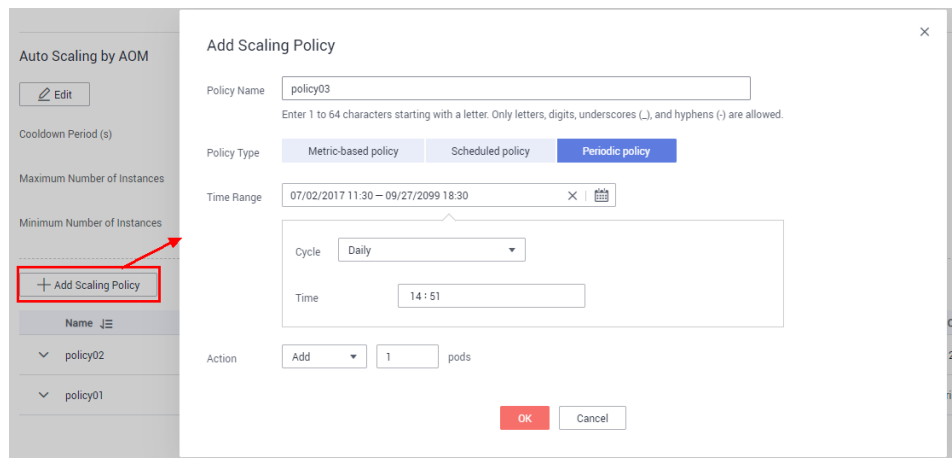 Add Scaling Policy
Auto Scaling by AOM
Edit
Policy Name policy03
Enter 1 to 64 characters starting with a letter. Only letters, digits, underscores (_), and hyphens (-) are allowed.
Cooldown Period (s)
Policy Type Metric-based policy Scheduled policy Periodic policy
Maximum Number of Instances
Time Range 07/02/2017 11:30 — 09/27/2099 18:30
Minimum Number of Instances
Cycle Daily
Add Scaling Policy
Time 14 : 51
Name
policy02
Action Add 1 pods
policy01
OK Cancel